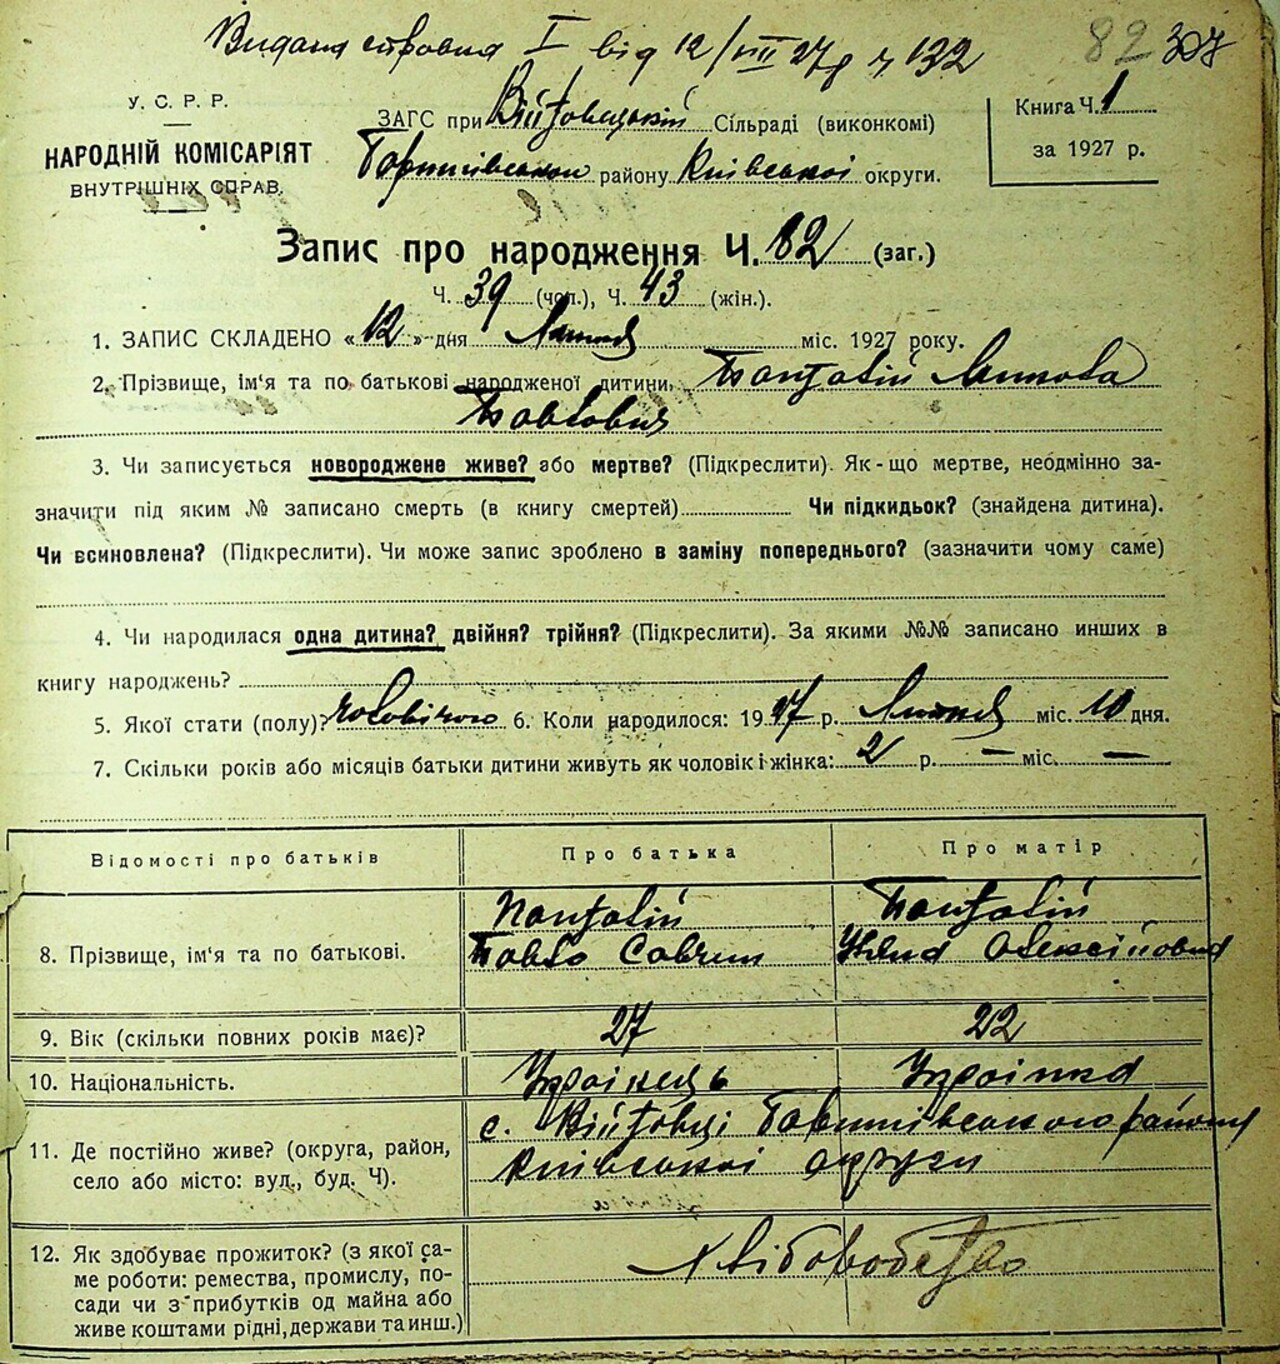 Видана справка I від 12/VIII 27р ч 132
82 307
У. С. Р. Р.
НАРОДНІЙ КОМІСАРІЯТ
ВНУТРІШНІХ СПРАВ.
ЗАГС при Війтовецькій Сільраді (виконкомі)
Баришівського району Київської округи.
Книга Ч. 1
за 1927 р.
Запис про народження Ч. 82 (заг.)
Ч. 39 (чол.), Ч. 43 (жін.).
1. ЗАПИС СКЛАДЕНО «12» дня Липня міс. 1927 року.
2. Прізвище, ім'я та по батькові народженої дитини. Понтавій
Павлович
3. Чи записується новороджене живе? або мертве? (Підкреслити). Як-що мертве, неодмінно за-
значити під яким № записано смерть (в книгу смертей) Чи підкидьок? (знайдена дитина).
Чи всиновлена? (Підкреслити). Чи може запис зроблено в заміну попереднього? (зазначити чому саме)
4. Чи народилася одна дитина? двійня? трійня? (Підкреслити). За якими №№ записано инших в
книгу народжень?
5. Якої стати (полу)? чоловічого 6. Коли народилося: 1927 р. Липня міс. 10 дня.
7. Скільки років або місяців батьки дитини живуть як чоловік і жінка: 2 р. — міс. —
Відомості про батьків Про батька Про матір
8. Прізвище, ім'я та по батькові. Понтавій Понтавій
Павло Савич Уляна Олексіївна
9. Вік (скільки повних років має)? 27 22
10. Національність. Українець Українка
11. Де постійно живе? (округа, район, село або місто: вул., буд. Ч). с. Війтовці Баришівського району
Київської округи
12. Як здобуває прожиток? (з якої са-
ме роботи: ремества, промислу, по-
сади чи з прибутків од майна або
живе коштами рідні, держави та инш.)
хліборобство